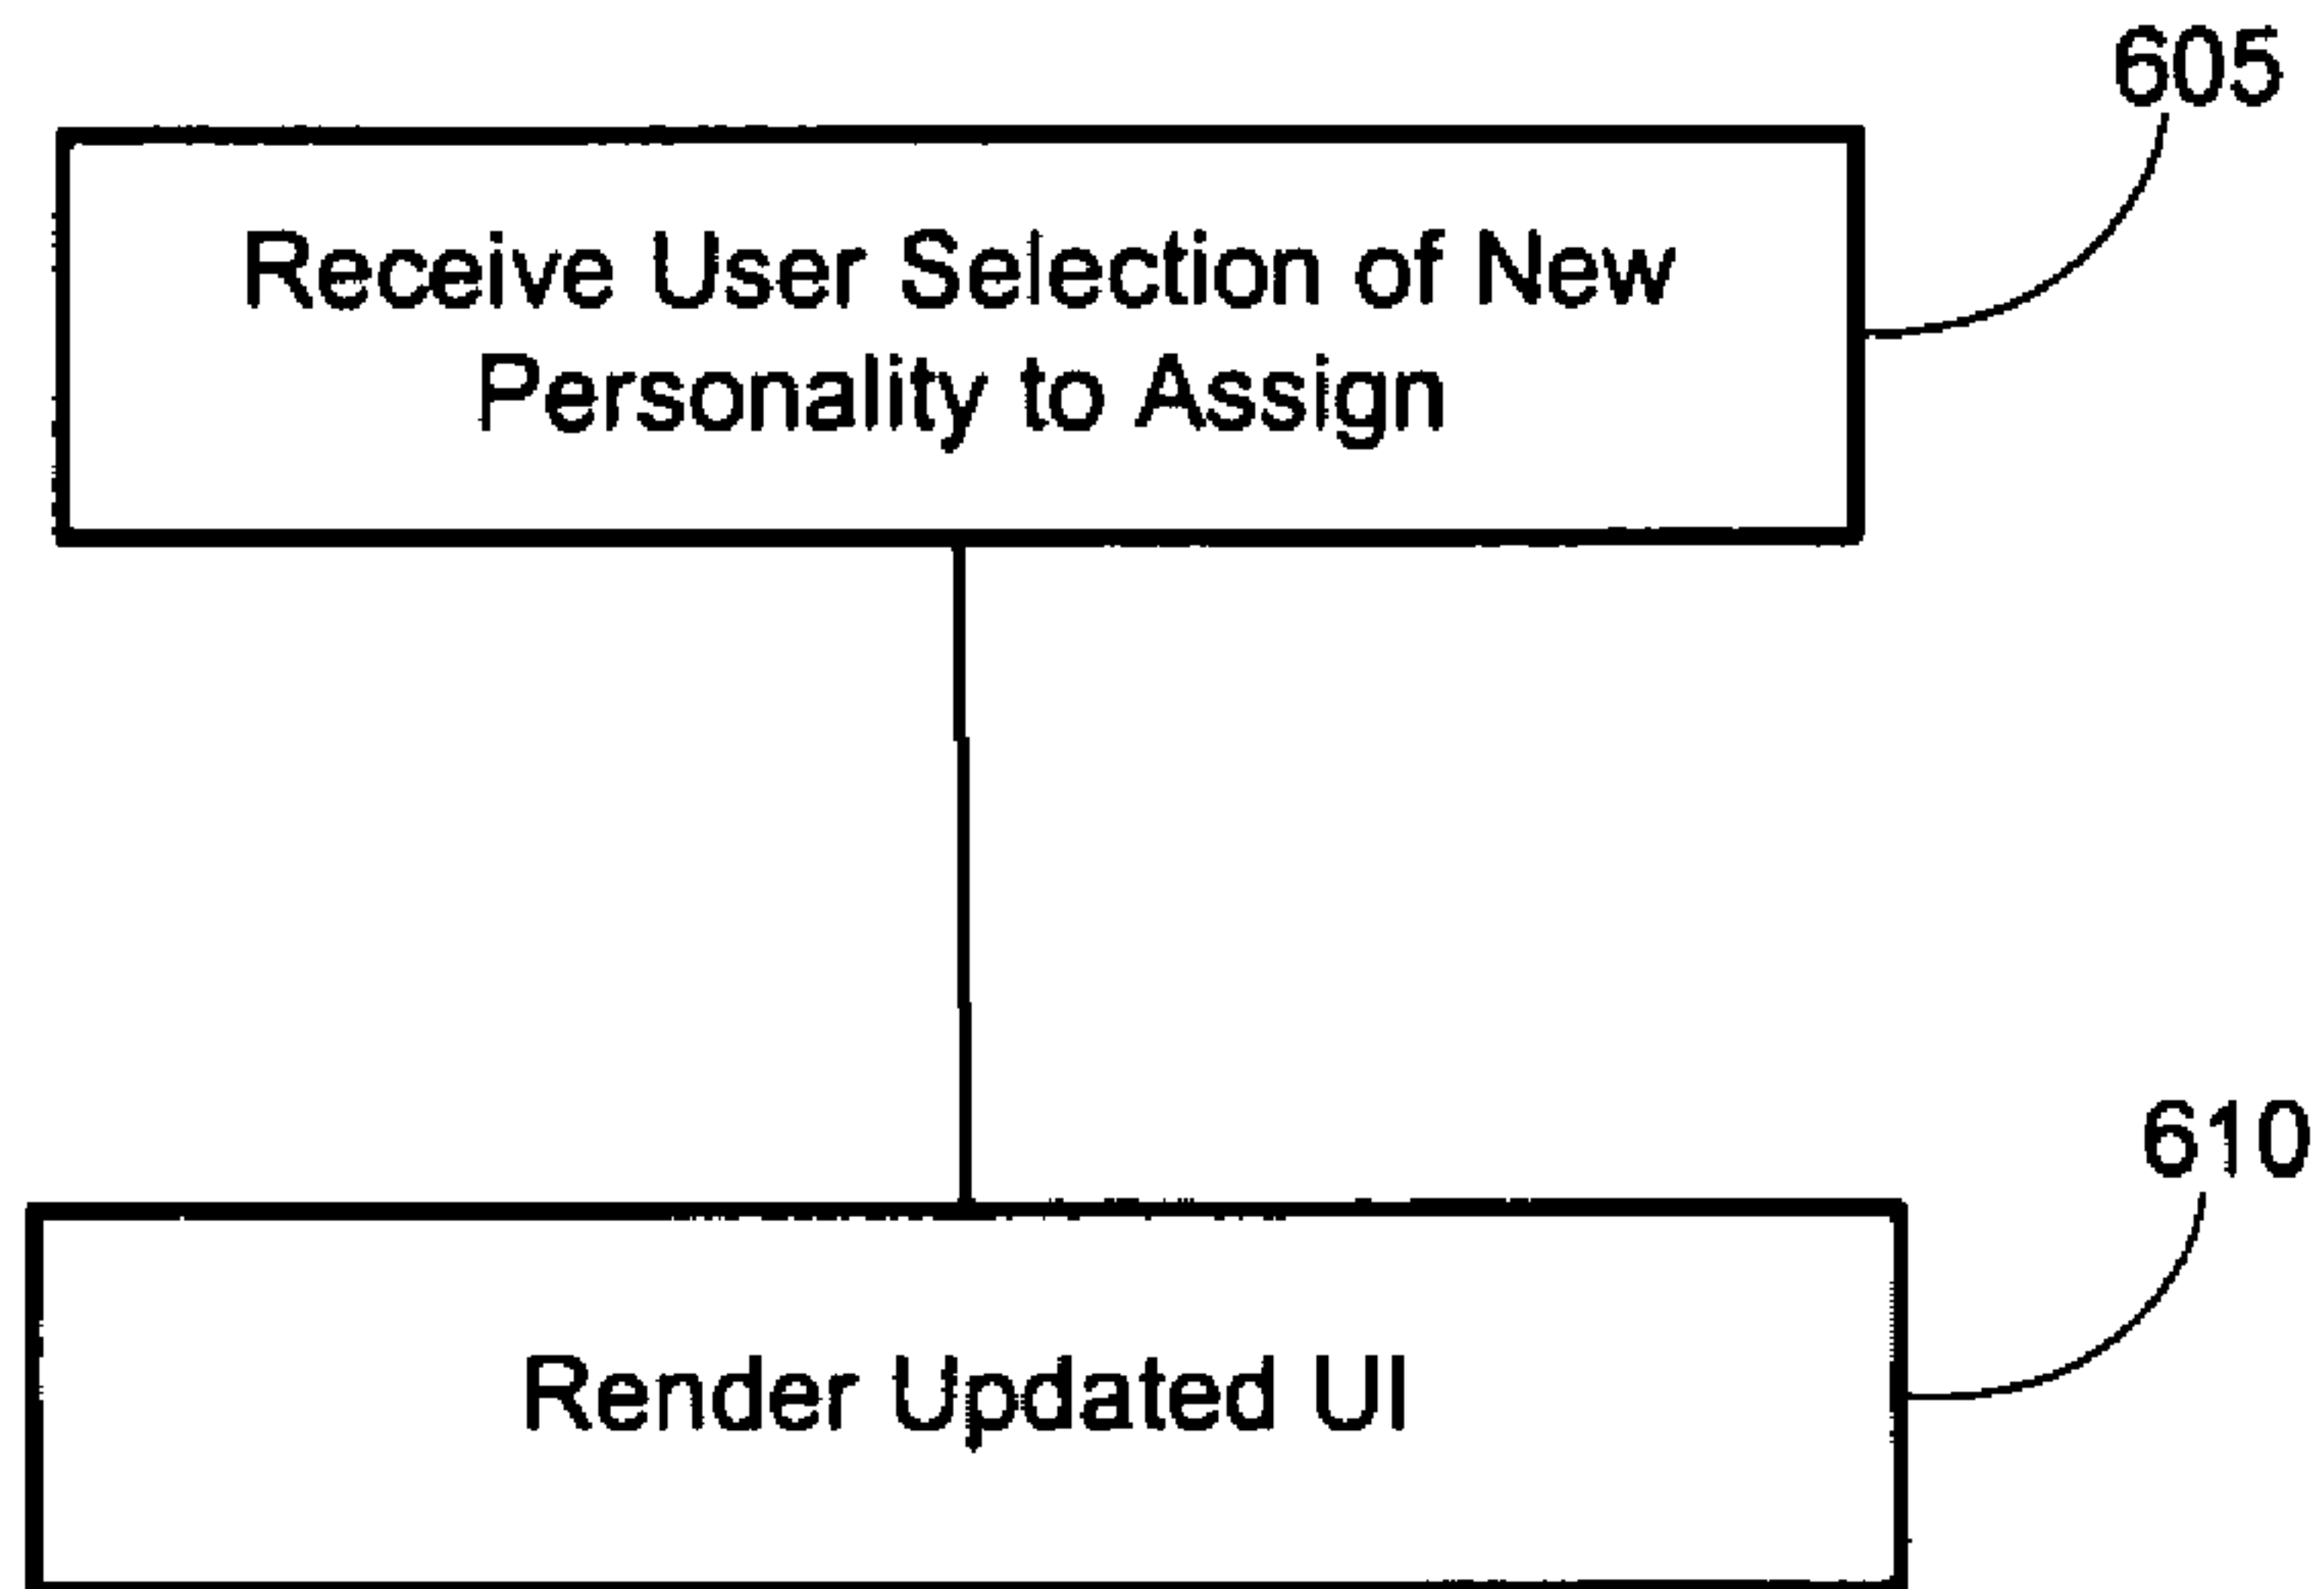 605
Receive User Selection of New
Personality to Assign
610
Render Updated UI